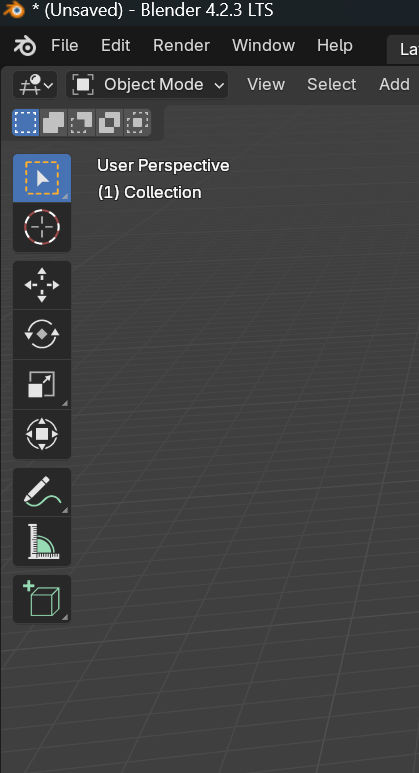 * (Unsaved) - Blender 4.2.3 LTS
File Edit Render Window Help La
Object Mode View Select Add
User Perspective
(1) Collection